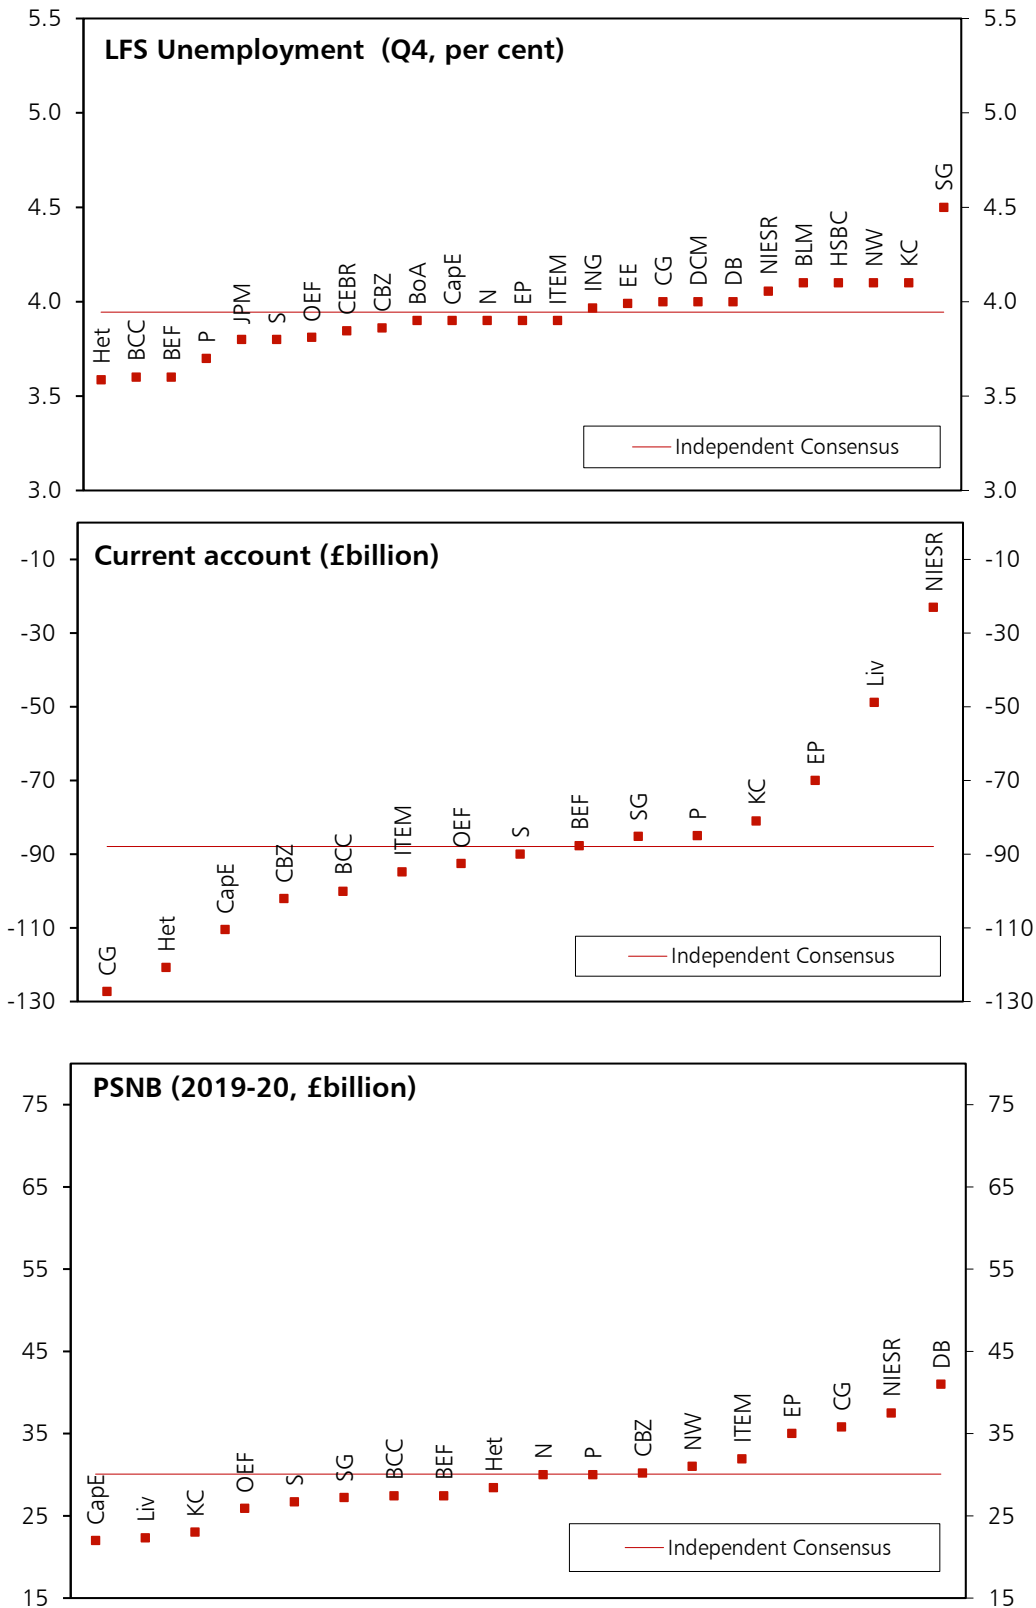 LFS Unemployment (Q4, per cent)
5.5 5.5
5.0 5.0
4.5 4.5
4.0 4.0
3.5 3.5
3.0 3.0
Het BCC BEF P JPM S OEF CEBR CBZ BoA CapE N EP ITEM ING EE CG DCM DB NIESR BLM HSBC NW KC SG
Independent Consensus
Current account (£billion)
-10 -10
-30 -30
-50 -50
-70 -70
-90 -90
-110 -110
-130 -130
CG Het CapE CBZ BCC ITEM OEF S BEF SG P KC EP Liv NIESR
Independent Consensus
PSNB (2019-20, £billion)
75 75
65 65
55 55
45 45
35 35
25 25
15 15
CapE Liv KC OEF S SG BCC BEF Het N P CBZ NW ITEM EP CG NIESR DB
Independent Consensus